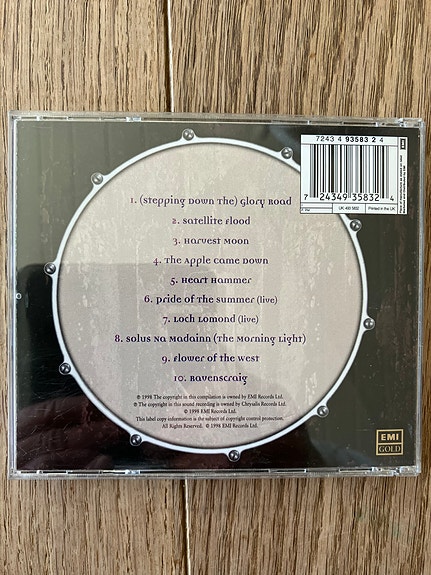 7243 4 93583 2 4
EMI
7 24349 35832 4
UK: 493 5832
Printed in the UK
1. (Stepping Down The) Glory Road
2. Satellite Flood
3. Harvest Moon
4. The Apple Came Down
5. Heart Hammer
6. Pride Of The Summer (live)
7. Loch Lomond (live)
8. Solus Na Madainn (The Morning Light)
9. Flower Of The West
10. Ravenscraig
℗ 1998 The copyright in this compilation is owned by EMI Records Ltd.
℗ The copyright in this sound recording is owned by Chrysalis Records Ltd.
© 1998 EMI Records Ltd.
This label copy information is the subject of copyright control protection.
All Rights Reserved. © 1998 EMI Records Ltd.
EMI
GOLD